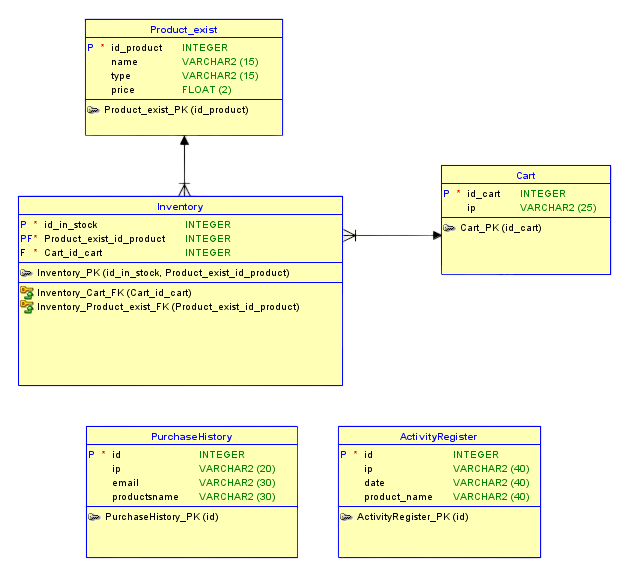 Product_exist
P * id_product INTEGER
name VARCHAR2 (15)
type VARCHAR2 (15)
price FLOAT (2)
Product_exist_PK (id_product)
Cart
P * id_cart INTEGER
ip VARCHAR2 (25)
Cart_PK (id_cart)
Inventory
P * id_in_stock INTEGER
PF* Product_exist_id_product INTEGER
F * Cart_id_cart INTEGER
Inventory_PK (id_in_stock, Product_exist_id_product)
Inventory_Cart_FK (Cart_id_cart)
Inventory_Product_exist_FK (Product_exist_id_product)
PurchaseHistory
P * id INTEGER
ip VARCHAR2 (20)
email VARCHAR2 (30)
productsname VARCHAR2 (30)
PurchaseHistory_PK (id)
ActivityRegister
P * id INTEGER
ip VARCHAR2 (40)
date VARCHAR2 (40)
product_name VARCHAR2 (40)
ActivityRegister_PK (id)